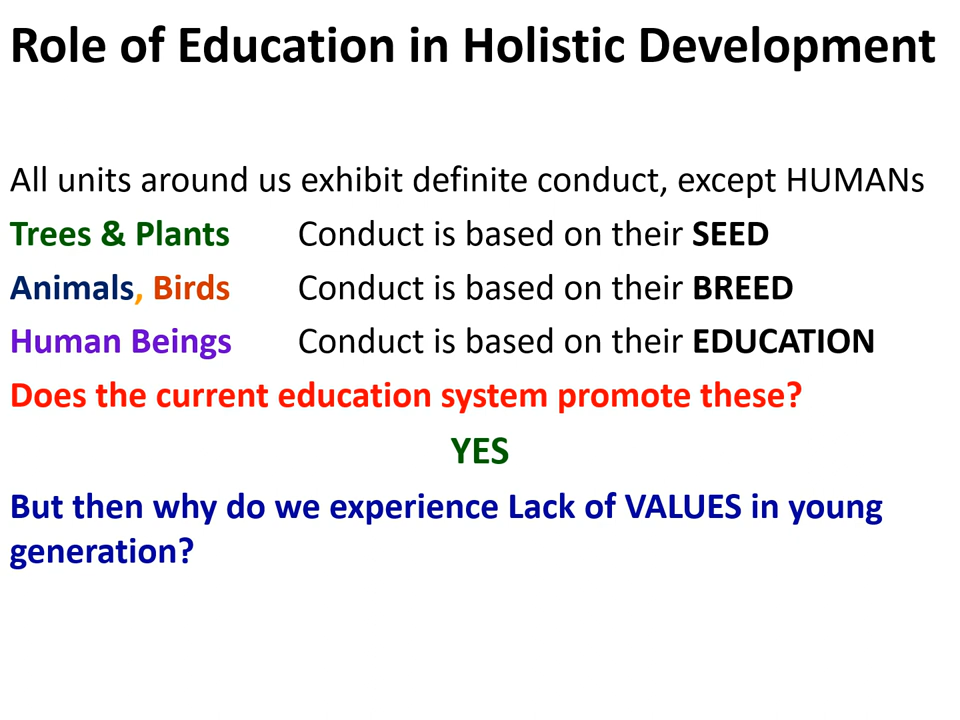 Role of Education in Holistic Development
All units around us exhibit definite conduct, except HUMANs
Trees & Plants Conduct is based on their SEED
Animals, Birds Conduct is based on their BREED
Human Beings Conduct is based on their EDUCATION
Does the current education system promote these?
YES
But then why do we experience Lack of VALUES in young
generation?